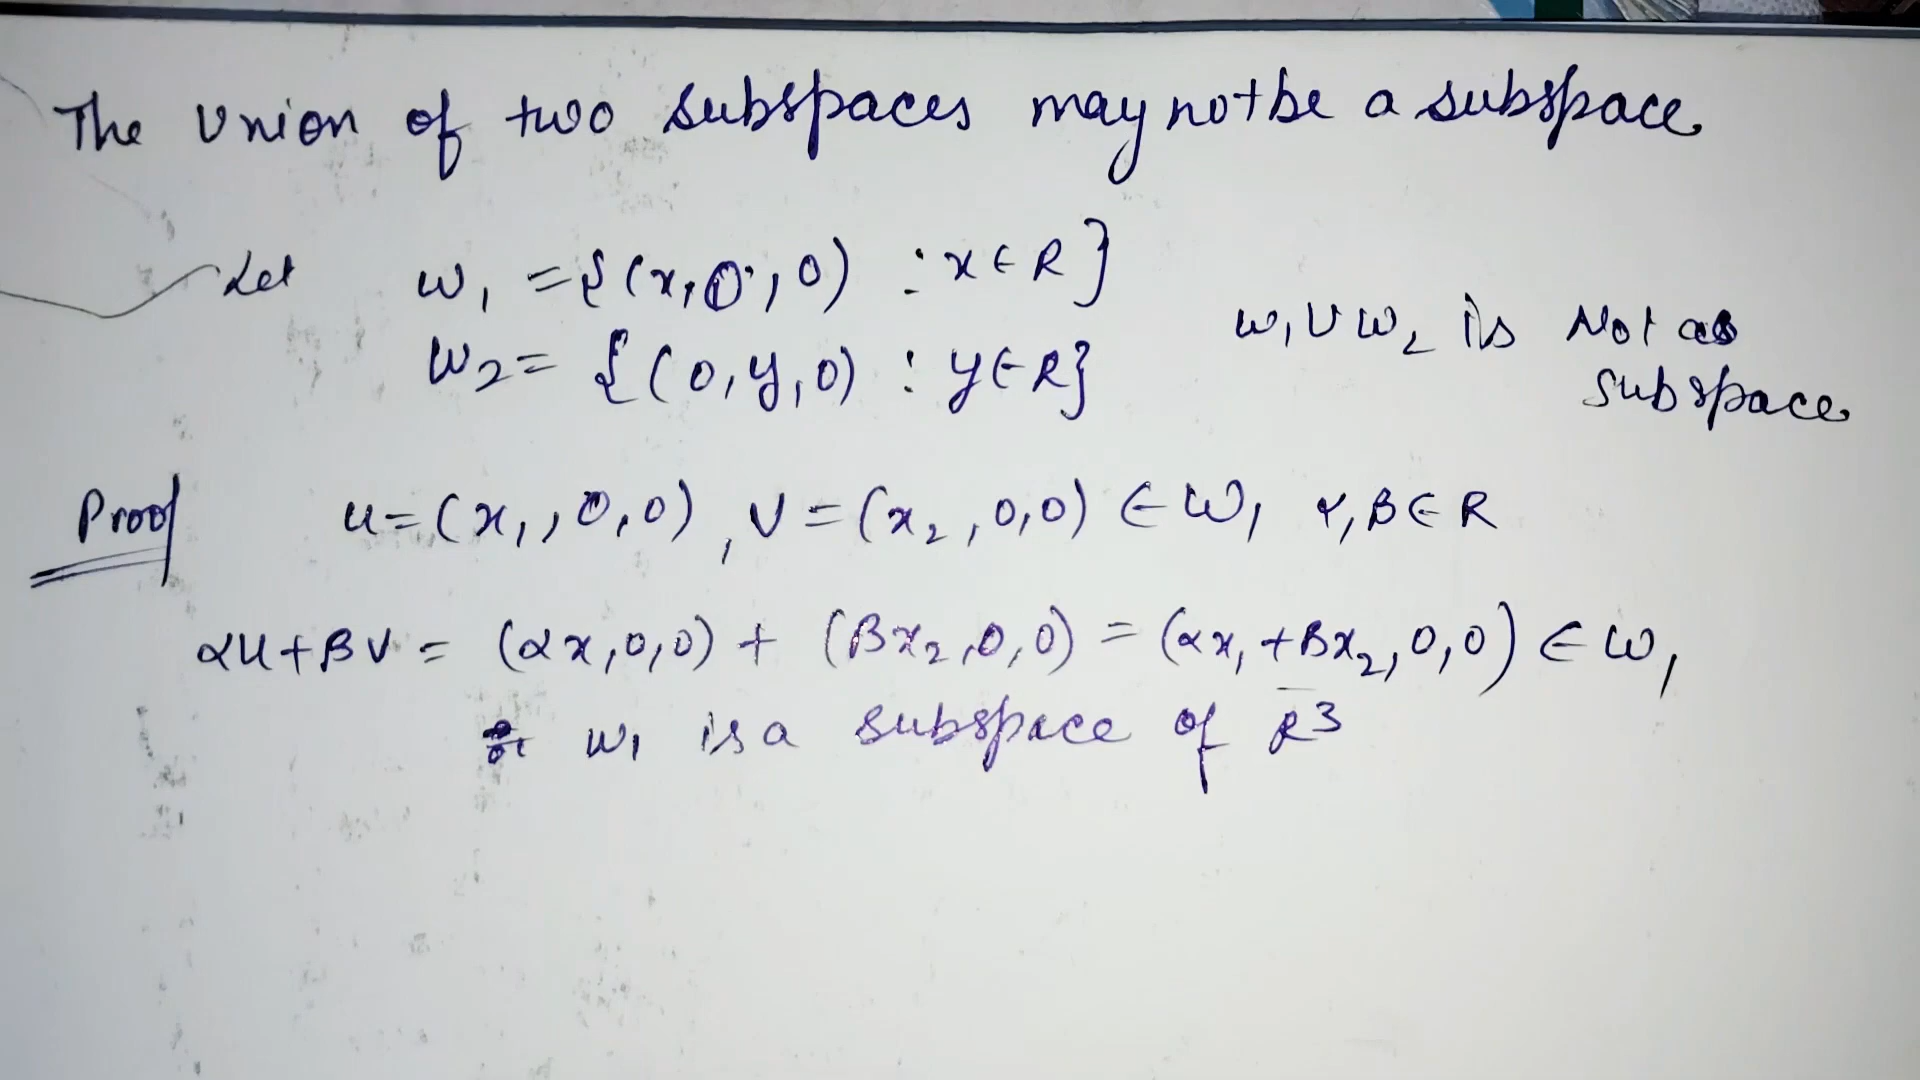 The Union of two subspaces may not be a subspace
Let W₁ = {(x, 0, 0) : x ∈ R}
W₂ = {(0, y, 0) : y ∈ R}
W₁ ∪ W₂ is Not as
subspace
Proof u = (x₁, 0, 0), v = (x₂, 0, 0) ∈ W₁ α, β ∈ R
αu + βv = (αx, 0, 0) + (βx₂, 0, 0) = (αx₁ + βx₂, 0, 0) ∈ W₁
W₁ is a subspace of R³